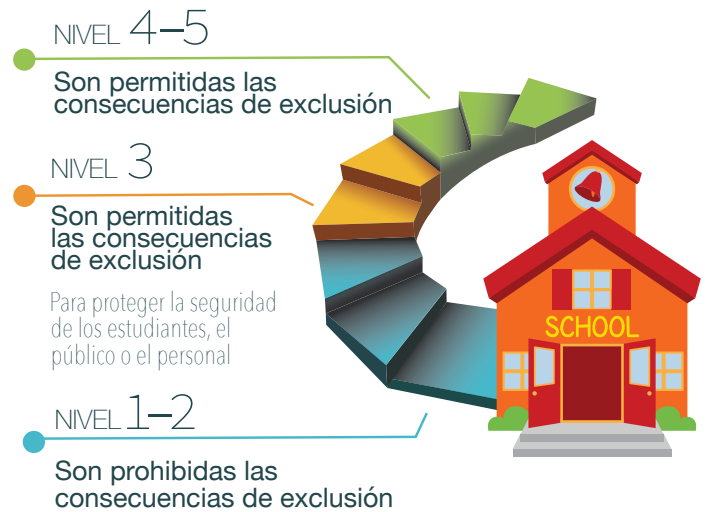 NIVEL 4–5
Son permitidas las
consecuencias de exclusión
NIVEL 3
Son permitidas
las consecuencias
de exclusión
Para proteger la seguridad
de los estudiantes, el
público o el personal
SCHOOL
NIVEL 1–2
Son prohibidas las
consecuencias de exclusión